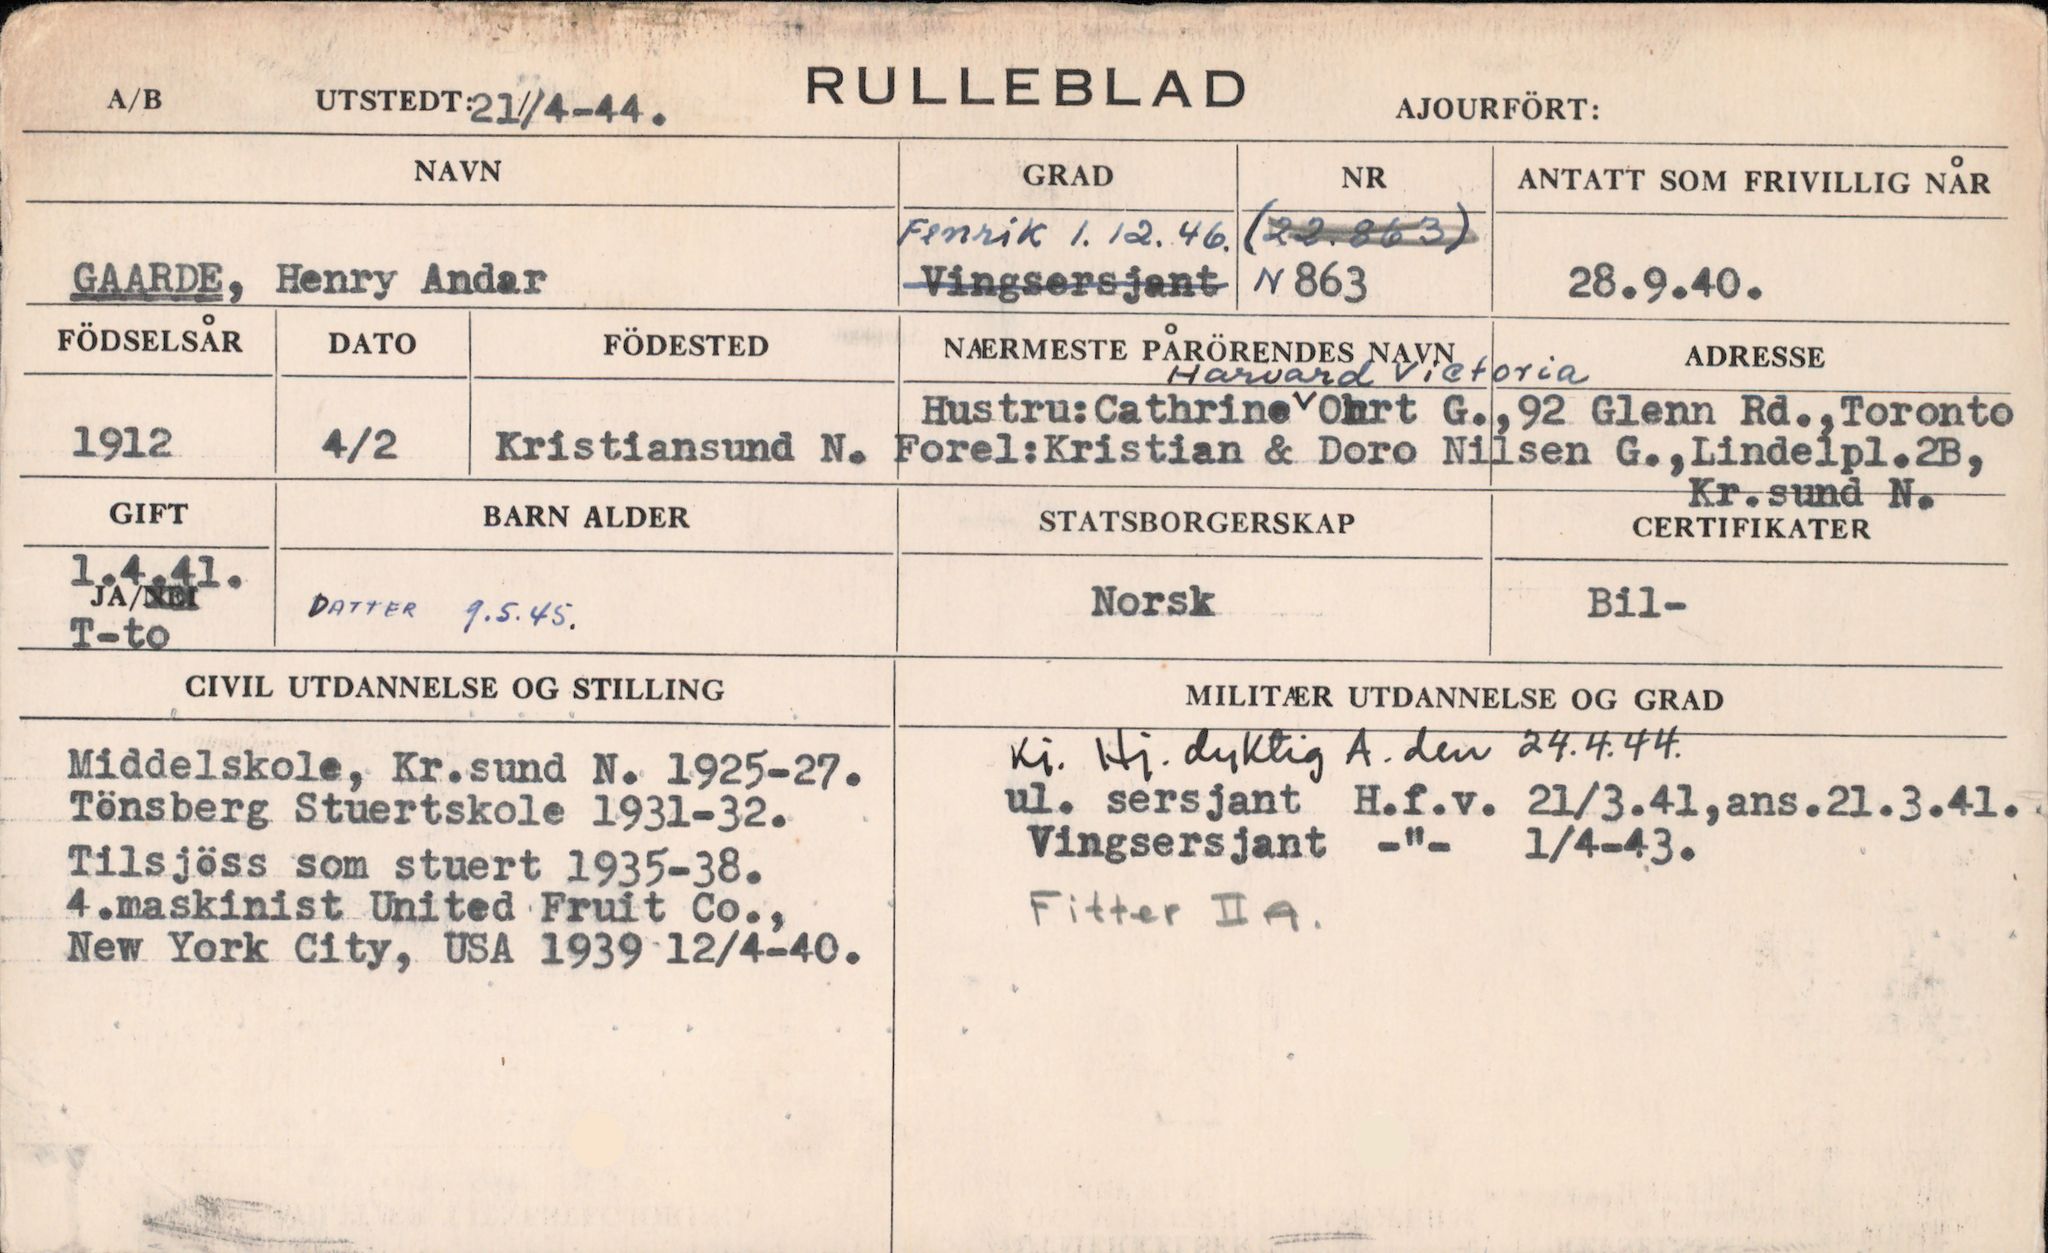 A/B UTSTEDT: 21//4-44. RULLEBLAD AJOURFÖRT:
NAVN GRAD NR ANTATT SOM FRIVILLIG NÅR
Fenrik 1.12.46. (22.863)
GAARDE, Henry Andar Vingsersjant N 863 28.9.40.
FÖDSELSÅR DATO FÖDESTED NÆRMESTE PÅRÖRENDES NAVN ADRESSE
Harvard Victoria
Hustru: Cathrine Ohrt G., 92 Glenn Rd., Toronto
1912 4/2 Kristiansund N. Forel: Kristian & Doro Nilsen G., Lindelpl.2B,
Kr.sund N.
GIFT BARN ALDER STATSBORGERSKAP CERTIFIKATER
1.4.41.
JA/NEI DATTER 9.5.45. Norsk Bil-
T-to
CIVIL UTDANNELSE OG STILLING MILITÆR UTDANNELSE OG GRAD
Kj. Hj. dyktig A. den 24.4.44.
Middelskole, Kr.sund N. 1925-27.
ul. sersjant H.f.v. 21/3.41, ans.21.3.41.
Tönsberg Stuertskole 1931-32.
Vingsersjant -"- 1/4-43.
Tilsjöss som stuert 1935-38.
4.maskinist United Fruit Co.,
Fitter II A.
New York City, USA 1939 12/4-40.